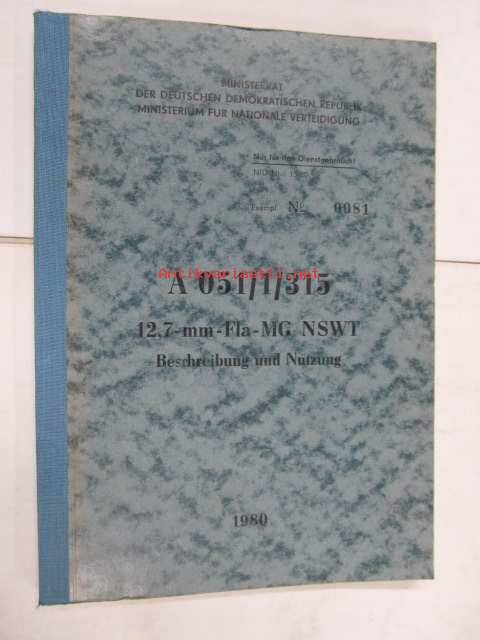 MINISTERRAT
DER DEUTSCHEN DEMOKRATISCHEN REPUBLIK
MINISTERIUM FÜR NATIONALE VERTEIDIGUNG
Nur für den Dienstgebrauch!
Exempl. № 0081
A 051/1/315
12,7-mm-Fla-MG NSWT
Beschreibung und Nutzung
1980